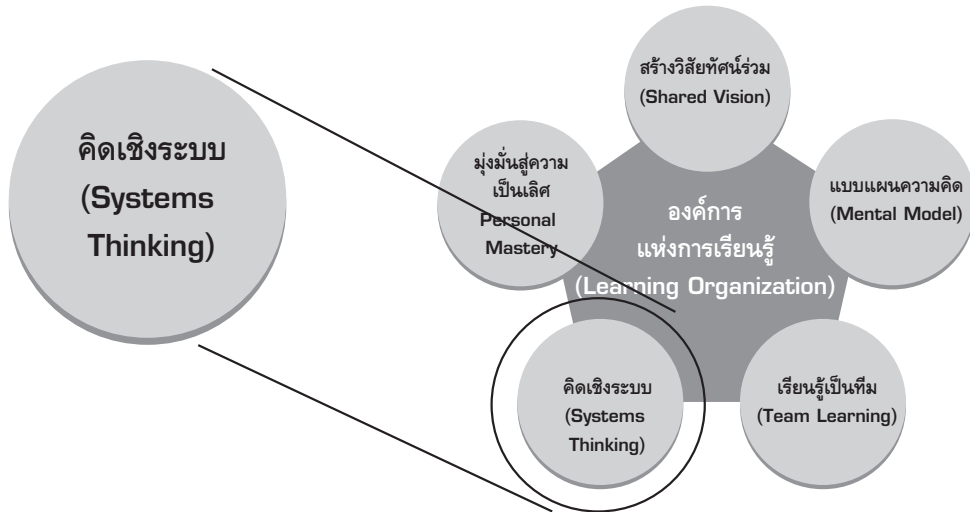 คิดเชิงระบบ
(Systems
Thinking)
สร้างวิสัยทัศน์ร่วม
(Shared Vision)
มุ่งมั่นสู่ความ
เป็นเลิศ
Personal
Mastery
องค์การ
แห่งการเรียนรู้
(Learning Organization)
แบบแผนความคิด
(Mental Model)
คิดเชิงระบบ
(Systems
Thinking)
เรียนรู้เป็นทีม
(Team Learning)